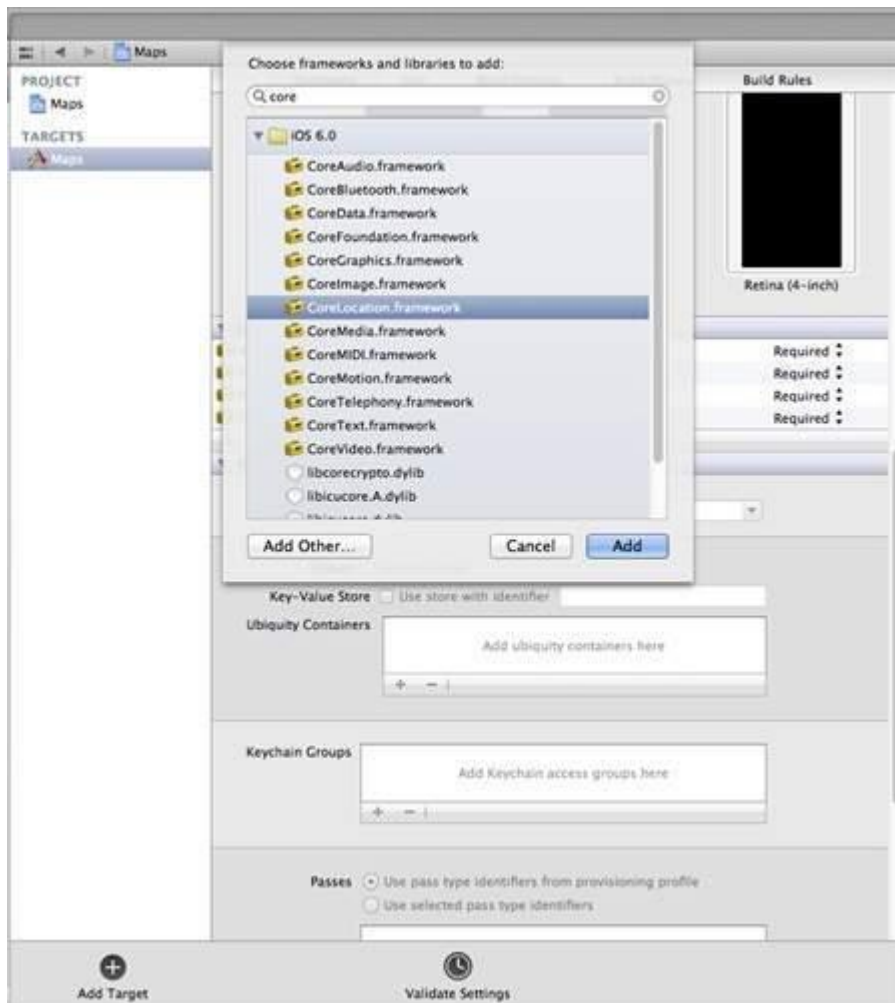 Maps
Choose frameworks and libraries to add:
PROJECT
Maps
core
Build Rules
TARGETS
Maps
iOS 6.0
CoreAudio.framework
CoreBluetooth.framework
CoreData.framework
CoreFoundation.framework
CoreGraphics.framework
CoreImage.framework
Retina (4-inch)
CoreLocation.framework
CoreMedia.framework
CoreMIDI.framework
CoreMotion.framework
CoreTelephony.framework
CoreText.framework
CoreVideo.framework
Required
Required
Required
Required
libcorecrypto.dylib
libicucore.A.dylib
Add Other...
Cancel
Add
Key-Value Store
Use store with identifier
Ubiquity Containers
Add ubiquity containers here
Keychain Groups
Add Keychain access groups here
Passes
Use pass type identifiers from provisioning profile
Use selected pass type identifiers
Add Target
Validate Settings